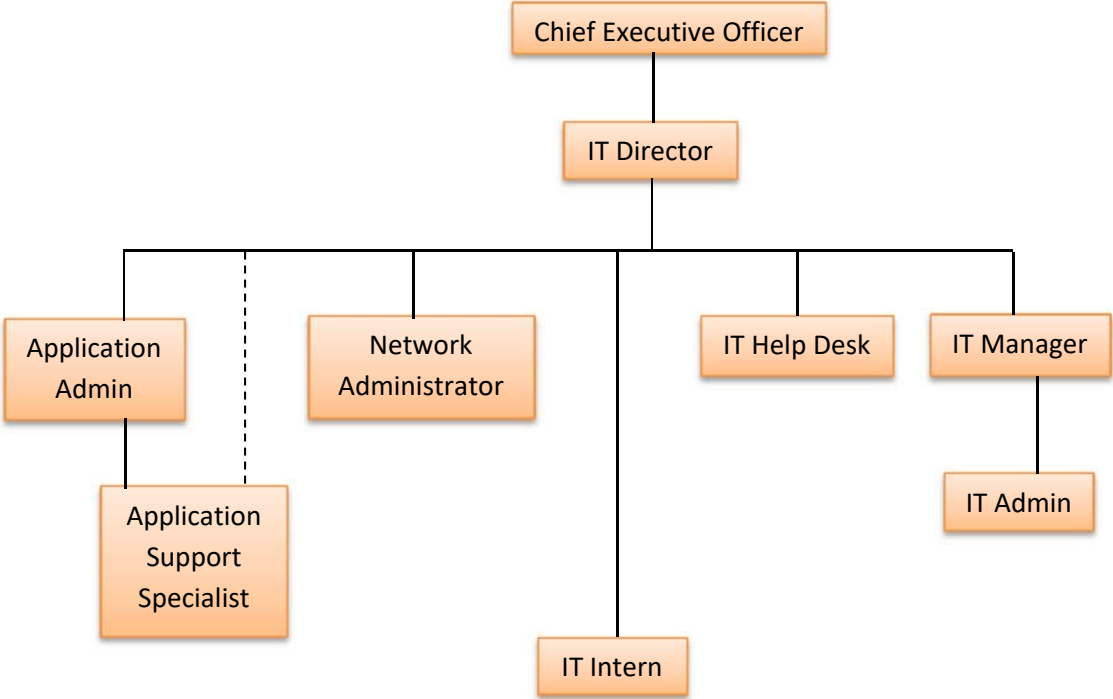 Chief Executive Officer
IT Director
Application
Admin
Network
Administrator
IT Help Desk
IT Manager
Application
Support
Specialist
IT Admin
IT Intern